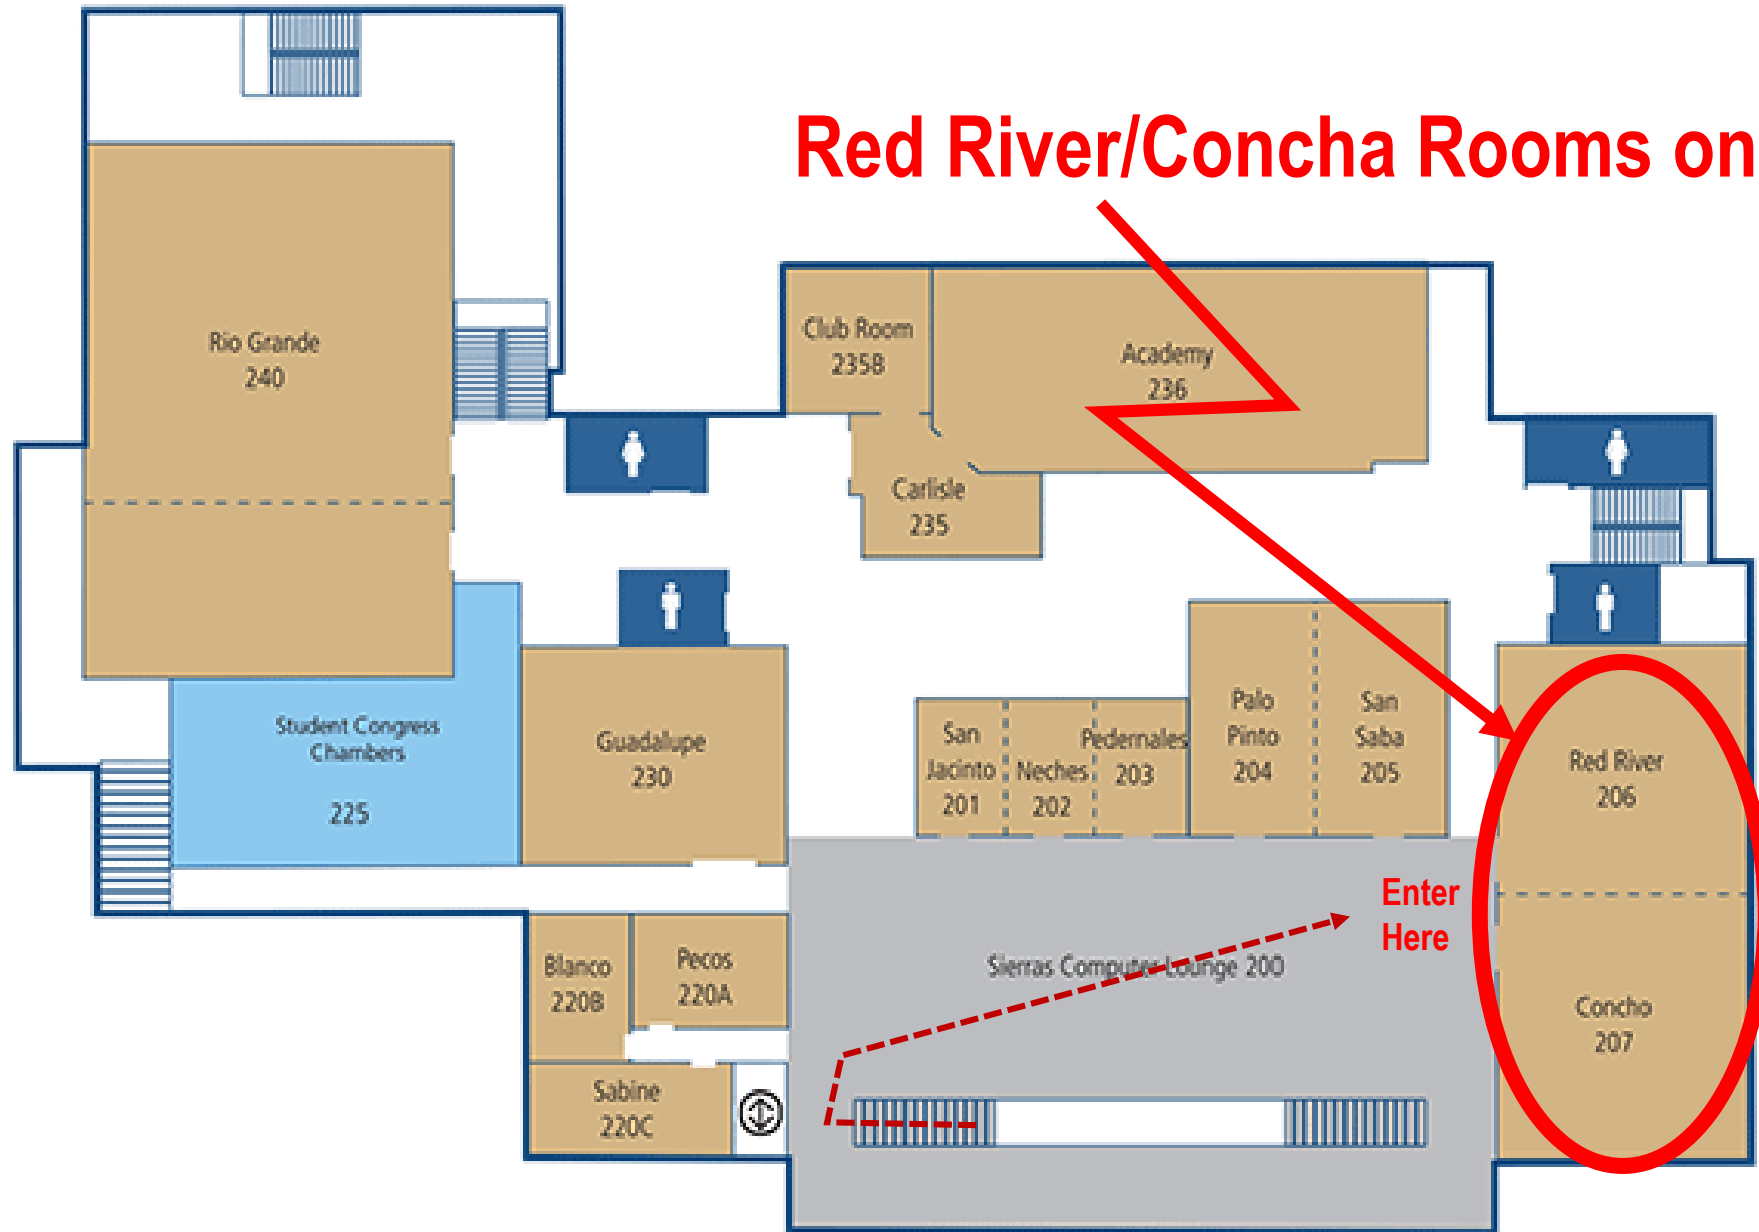 Red River/Concha Rooms on
Rio Grande
240
Club Room
235B
Academy
236
Carlisle
235
Student Congress
Chambers
225
Guadalupe
230
San
Jacinto
201
Neches
202
Pedernales
203
Palo
Pinto
204
San
Saba
205
Red River
206
Enter
Here
Blanco
220B
Pecos
220A
Sierras Computer Lounge 200
Concho
207
Sabine
220C